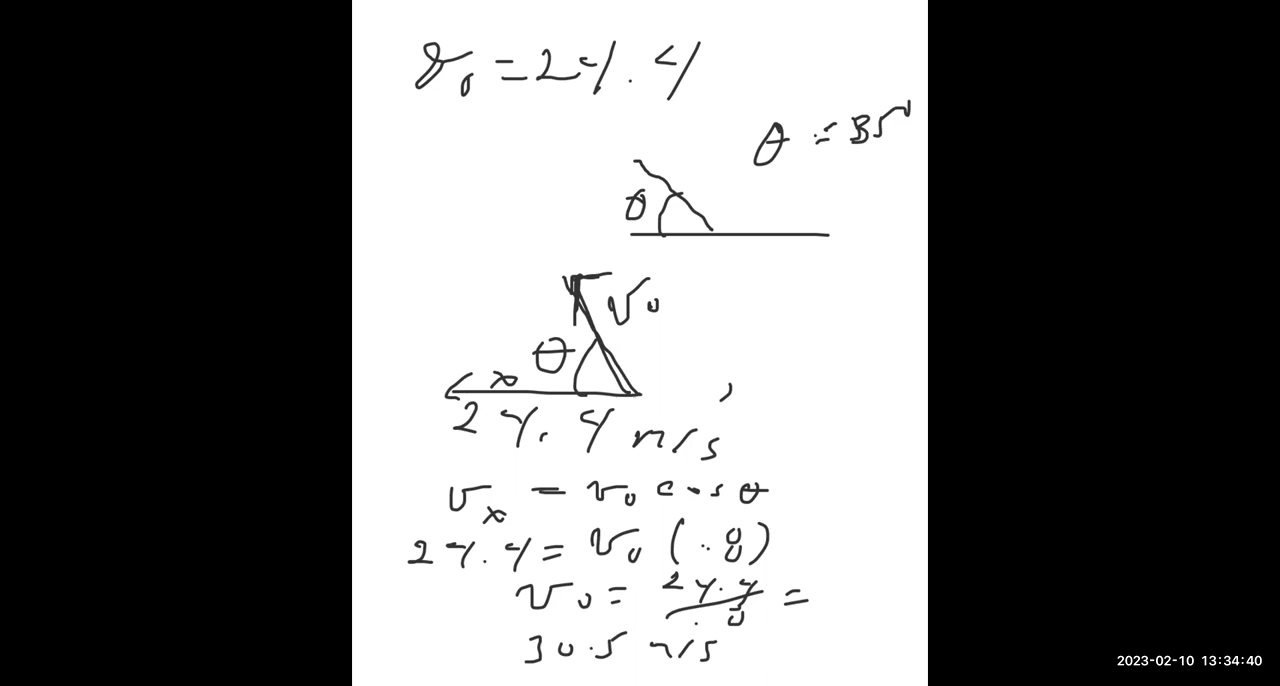 v₀ = 24.4
θ = 35°
θ
v₀
θ
x
24.4 m/s
vₓ = v₀ cos θ
24.4 = v₀ (.8)
v₀ = 24.4/.8 =
30.5 m/s
2023-02-10 13:34:40